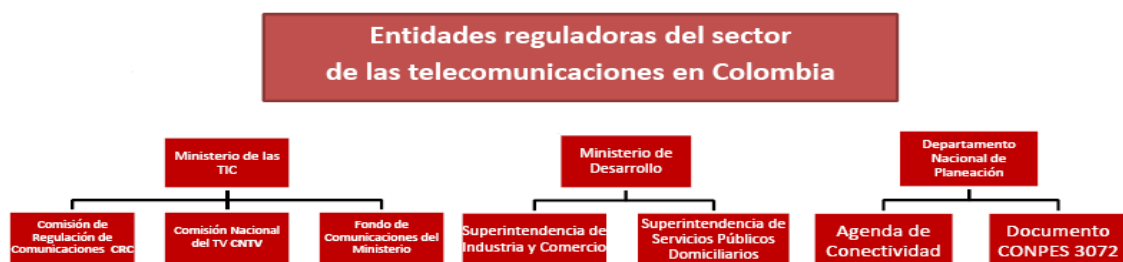 Entidades reguladoras del sector
de las telecomunicaciones en Colombia
Ministerio de las
TIC
Ministerio de
Desarrollo
Departamento
Nacional de
Planeación
Comisión de
Regulación de
Comunicaciones CRC
Comisión Nacional
del TV CNTV
Fondo de
Comunicaciones del
Ministerio
Superintendencia de
Industria y Comercio
Superintendencia de
Servicios Públicos
Domiciliarios
Agenda de
Conectividad
Documento
CONPES 3072